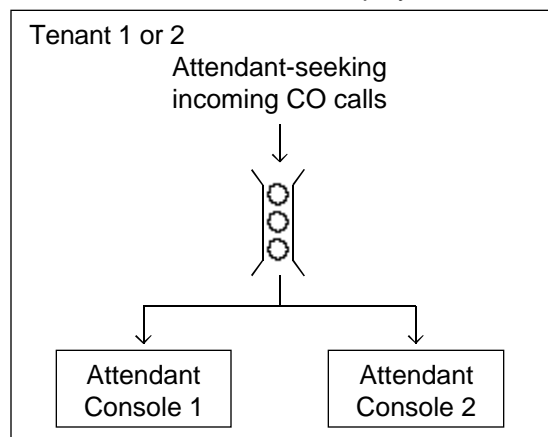 Tenant 1 or 2
Attendant-seeking
incoming CO calls
Attendant
Console 1
Attendant
Console 2